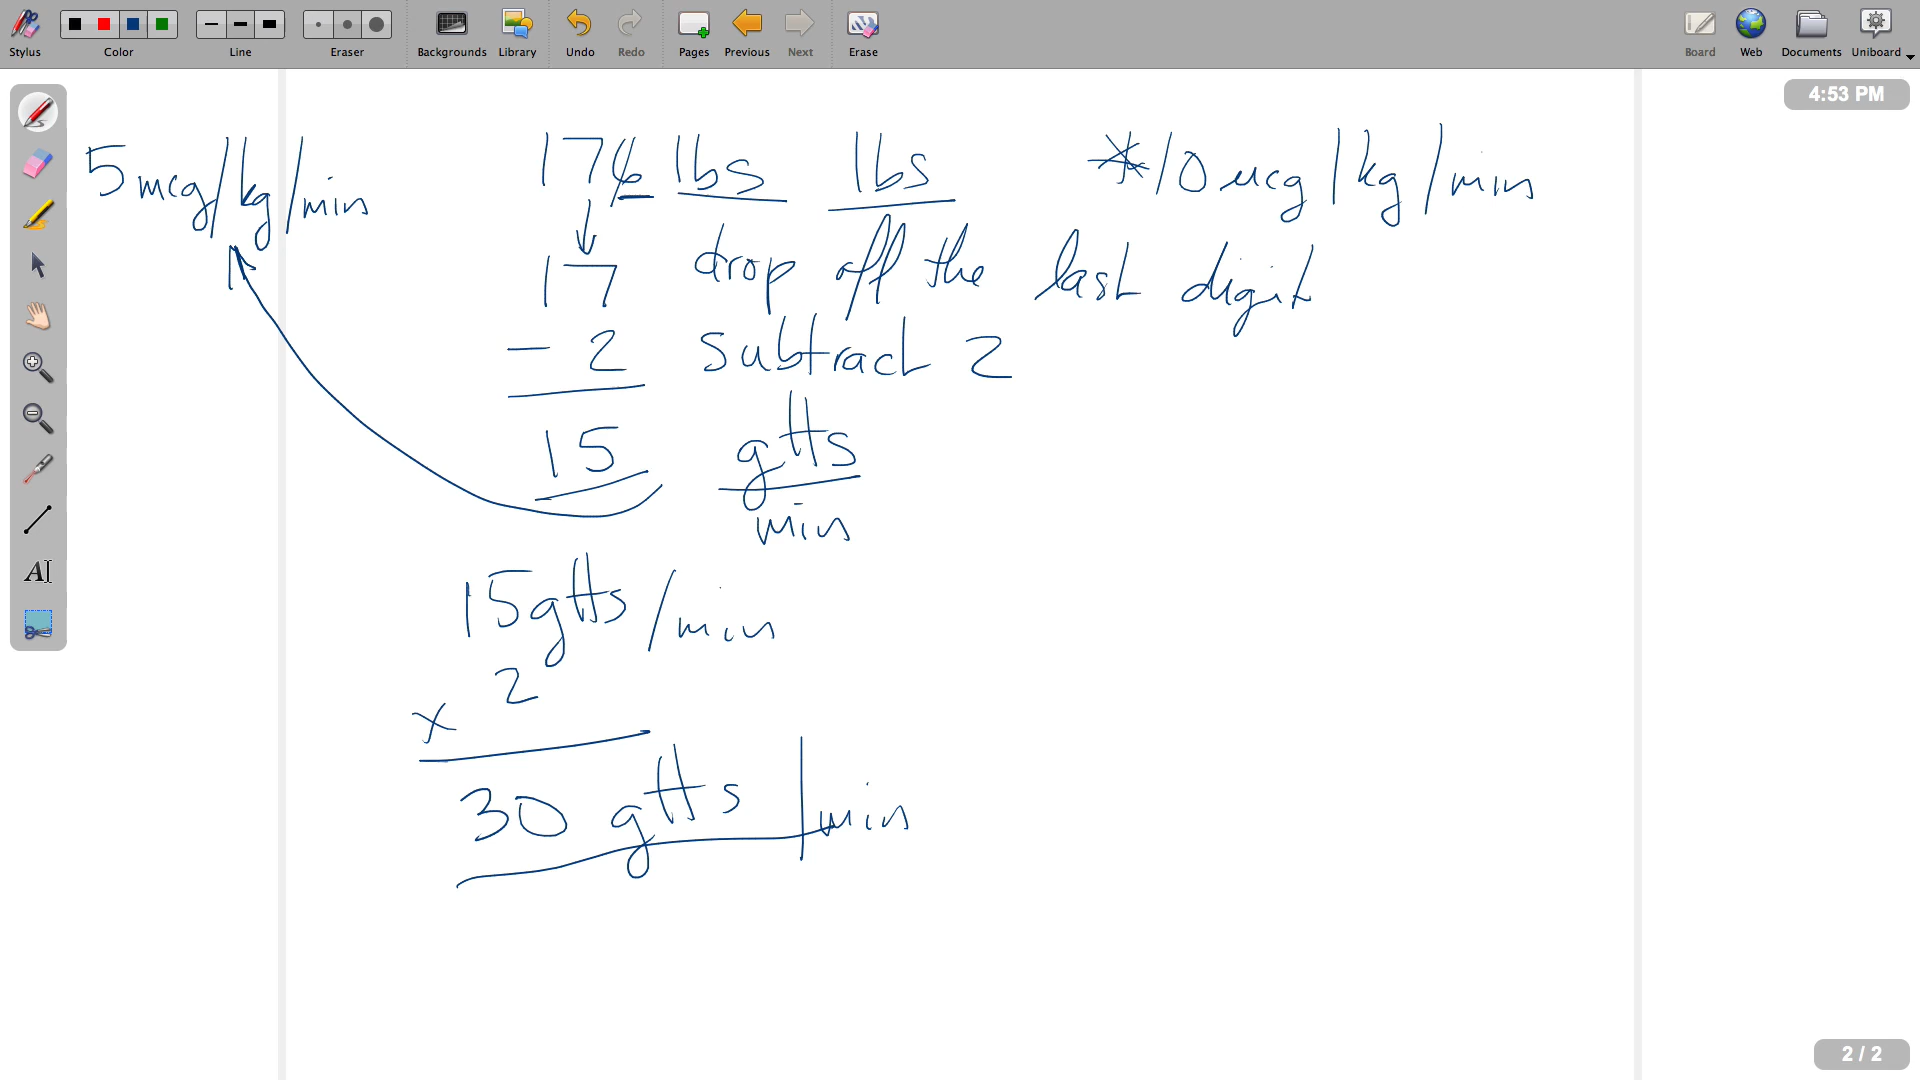 Stylus Color Line Eraser Backgrounds Library Undo Redo Pages Previous Next Erase Board Web Documents Uniboard
4:53 PM
5 mcg/kg/min 176 lbs lbs *10 mcg/kg/min
17 drop off the last digit
- 2 subtract 2
15 gtts
min
15 gtts/min
x 2
30 gtts / min
2 / 2